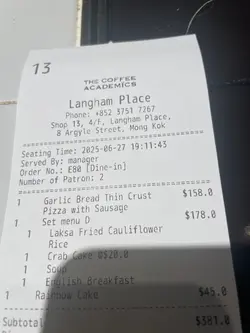 13
THE COFFEE
ACADEMICS
Langham Place
Phone: +852 3751 7267
Shop 13, 4/F, Langham Place,
8 Argyle Street, Mong Kok
Seating Time: 2025-06-27 19:11:43
Served By: manager
Order No.: E80 [Dine-in]
Number of Patron: 2
1 Garlic Bread Thin Crust $158.0
Pizza with Sausage
1 Set menu D $178.0
1 Laksa Fried Cauliflower
Rice
1 Crab Cake @$20.0
1 Soup
1 English Breakfast
1 Rainbow Cake $45.0
Subtotal $381.0